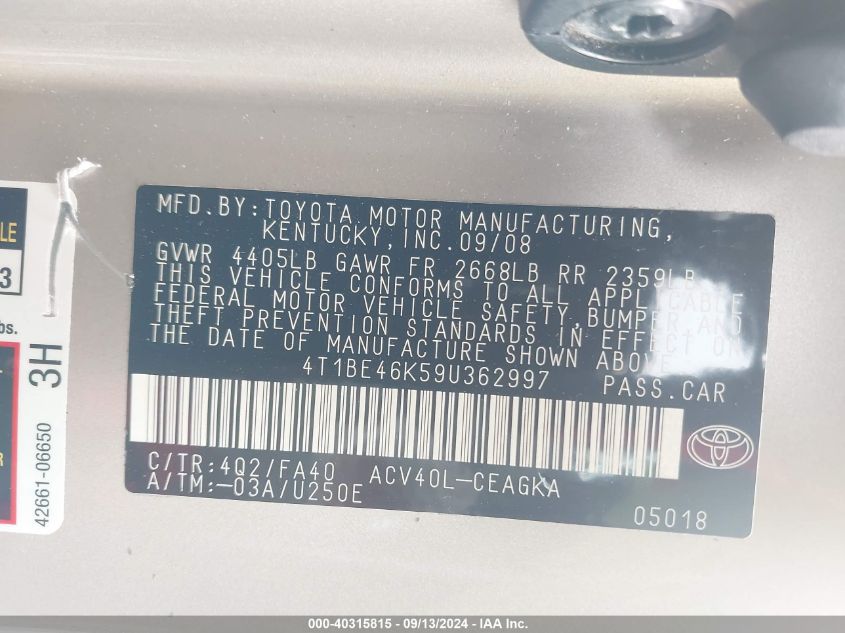 LE
3
bs.
3H
R
42661-06650
MFD.BY:TOYOTA MOTOR MANUFACTURING,
KENTUCKY,INC.09/08
GVWR 4405LB GAWR FR 2668LB RR 2359LB
THIS VEHICLE CONFORMS TO ALL APPLICABLE
FEDERAL MOTOR VEHICLE SAFETY,BUMPER,AND
THEFT PREVENTION STANDARDS IN EFFECT ON
THE DATE OF MANUFACTURE SHOWN ABOVE.
4T1BE46K59U362997 PASS.CAR
C/TR:4Q2/FA40 ACV40L-CEAGKA
A/TM:-03A/U250E
05018
000-40315815 - 09/13/2024 - IAA Inc.